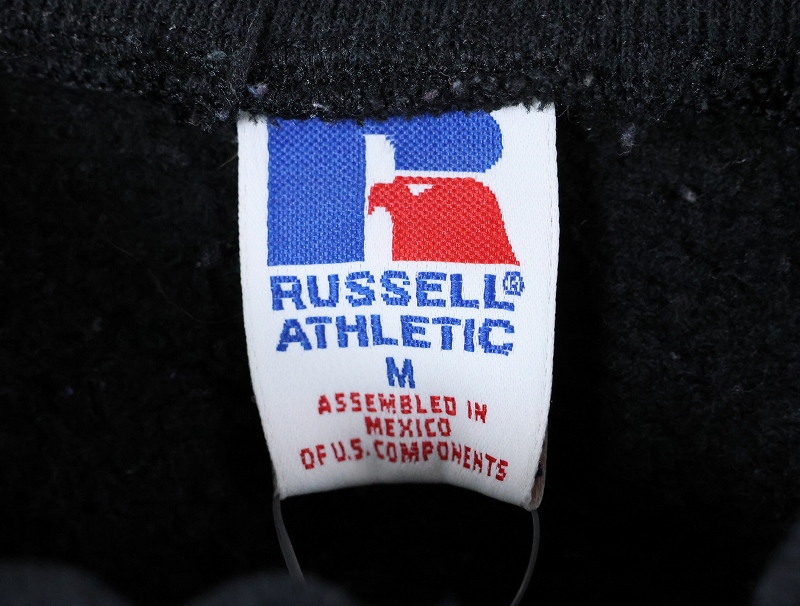 RUSSELL®
ATHLETIC
M
ASSEMBLED IN
MEXICO
OF U.S. COMPONENTS